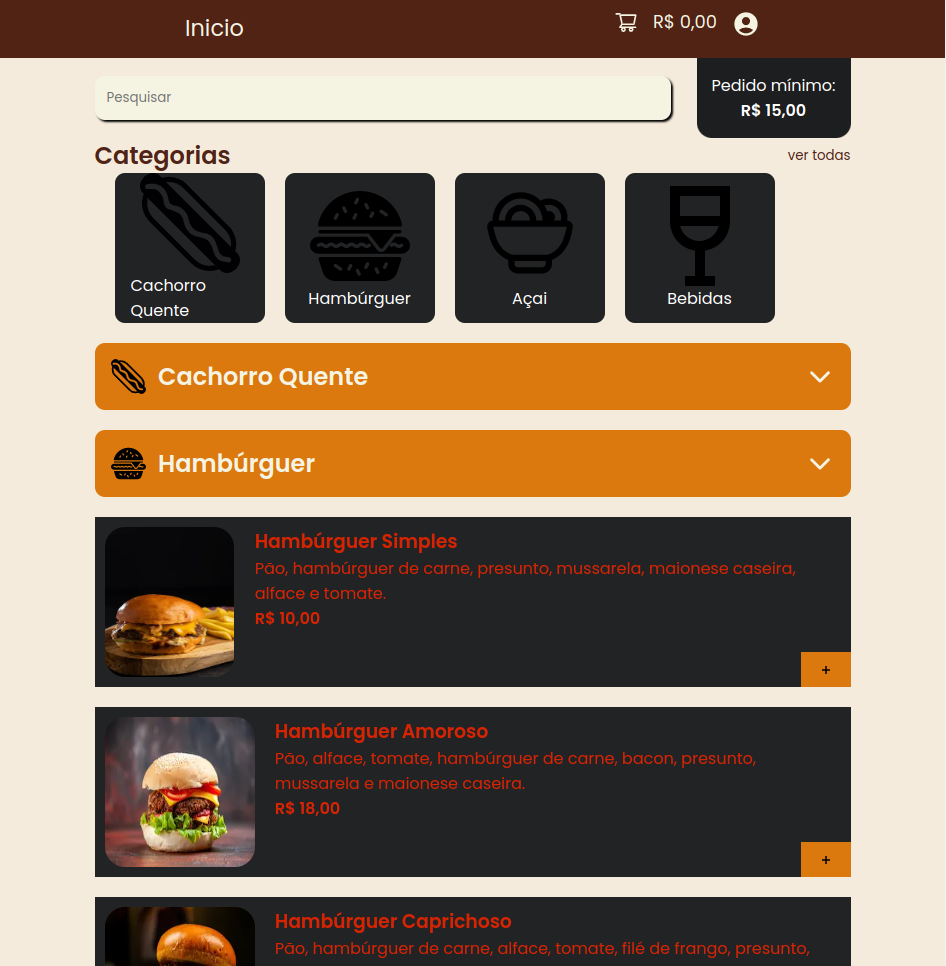 Inicio
R$ 0,00
Pesquisar
Pedido mínimo:
R$ 15,00
Categorias
ver todas
Cachorro
Quente
Hambúrguer
Açai
Bebidas
Cachorro Quente
Hambúrguer
Hambúrguer Simples
Pão, hambúrguer de carne, presunto, mussarela, maionese caseira,
alface e tomate.
R$ 10,00
+
Hambúrguer Amoroso
Pão, alface, tomate, hambúrguer de carne, bacon, presunto,
mussarela e maionese caseira.
R$ 18,00
+
Hambúrguer Caprichoso
Pão, hambúrguer de carne, alface, tomate, filé de frango, presunto,